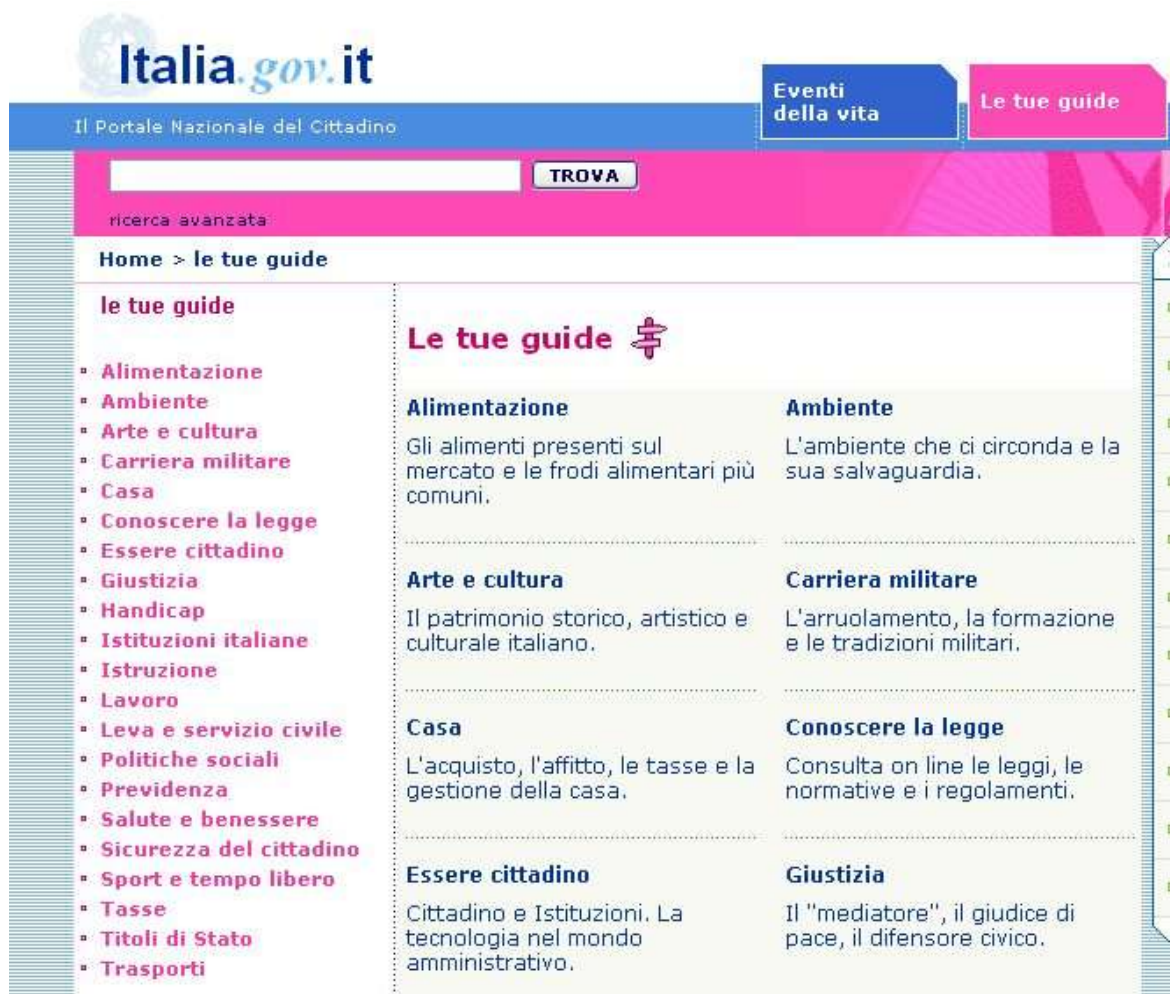 Italia.gov.it
Il Portale Nazionale del Cittadino
Eventi
della vita
Le tue guide
TROVA
ricerca avanzata
Home > le tue guide
le tue guide
Alimentazione
Ambiente
Arte e cultura
Carriera militare
Casa
Conoscere la legge
Essere cittadino
Giustizia
Handicap
Istituzioni italiane
Istruzione
Lavoro
Leva e servizio civile
Politiche sociali
Previdenza
Salute e benessere
Sicurezza del cittadino
Sport e tempo libero
Tasse
Titoli di Stato
Trasporti
Le tue guide
Alimentazione
Gli alimenti presenti sul
mercato e le frodi alimentari più
comuni.
Ambiente
L'ambiente che ci circonda e la
sua salvaguardia.
Arte e cultura
Il patrimonio storico, artistico e
culturale italiano.
Carriera militare
L'arruolamento, la formazione
e le tradizioni militari.
Casa
L'acquisto, l'affitto, le tasse e la
gestione della casa.
Conoscere la legge
Consulta on line le leggi, le
normative e i regolamenti.
Essere cittadino
Cittadino e Istituzioni. La
tecnologia nel mondo
amministrativo.
Giustizia
Il "mediatore", il giudice di
pace, il difensore civico.